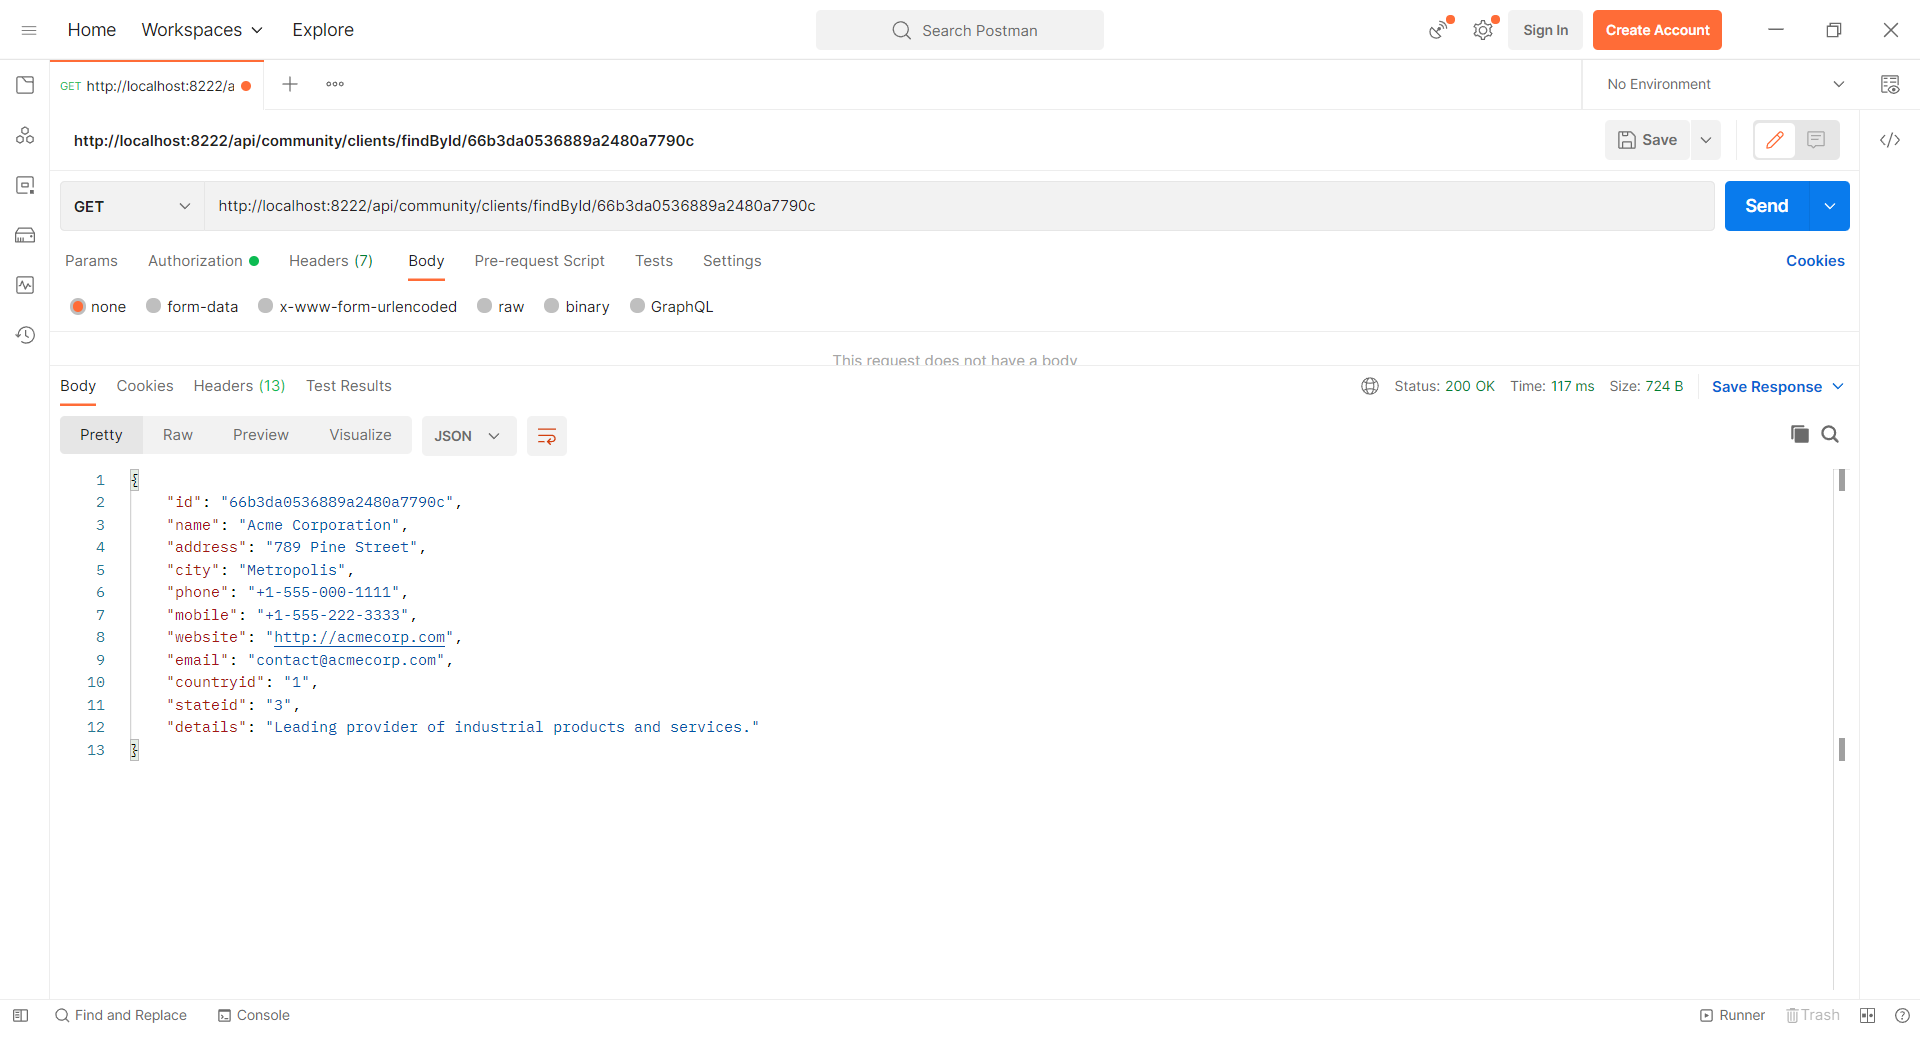 Home Workspaces Explore Search Postman Sign In Create Account
GET http://localhost:8222/a No Environment
http://localhost:8222/api/community/clients/findById/66b3da0536889a2480a7790c Save
GET http://localhost:8222/api/community/clients/findById/66b3da0536889a2480a7790c Send
Params Authorization Headers (7) Body Pre-request Script Tests Settings Cookies
none form-data x-www-form-urlencoded raw binary GraphQL
This request does not have a body
Body Cookies Headers (13) Test Results Status: 200 OK Time: 117 ms Size: 724 B Save Response
Pretty Raw Preview Visualize JSON
1 {
2 "id": "66b3da0536889a2480a7790c",
3 "name": "Acme Corporation",
4 "address": "789 Pine Street",
5 "city": "Metropolis",
6 "phone": "+1-555-000-1111",
7 "mobile": "+1-555-222-3333",
8 "website": "http://acmecorp.com",
9 "email": "contact@acmecorp.com",
10 "countryid": "1",
11 "stateid": "3",
12 "details": "Leading provider of industrial products and services."
13 }
Find and Replace Console Runner Trash